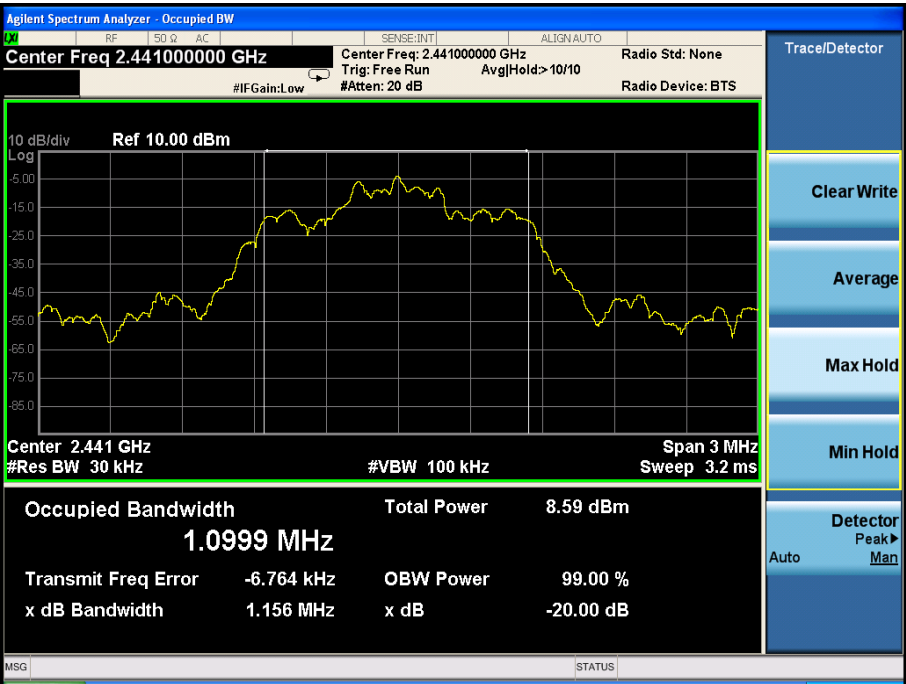 Agilent Spectrum Analyzer - Occupied BW
LXI RF 50 Ω AC SENSE:INT ALIGN AUTO
Center Freq 2.441000000 GHz
Center Freq: 2.441000000 GHz Radio Std: None
Trig: Free Run Avg|Hold:>10/10
#IFGain:Low #Atten: 20 dB Radio Device: BTS
10 dB/div Ref 10.00 dBm
Log
-5.00
-15.0
-25.0
-35.0
-45.0
-55.0
-65.0
-75.0
-85.0
Center 2.441 GHz Span 3 MHz
#Res BW 30 kHz #VBW 100 kHz Sweep 3.2 ms
Occupied Bandwidth Total Power 8.59 dBm
1.0999 MHz
Transmit Freq Error -6.764 kHz OBW Power 99.00 %
x dB Bandwidth 1.156 MHz x dB -20.00 dB
Trace/Detector
Clear Write
Average
Max Hold
Min Hold
Detector
Peak▶
Auto Man
MSG STATUS